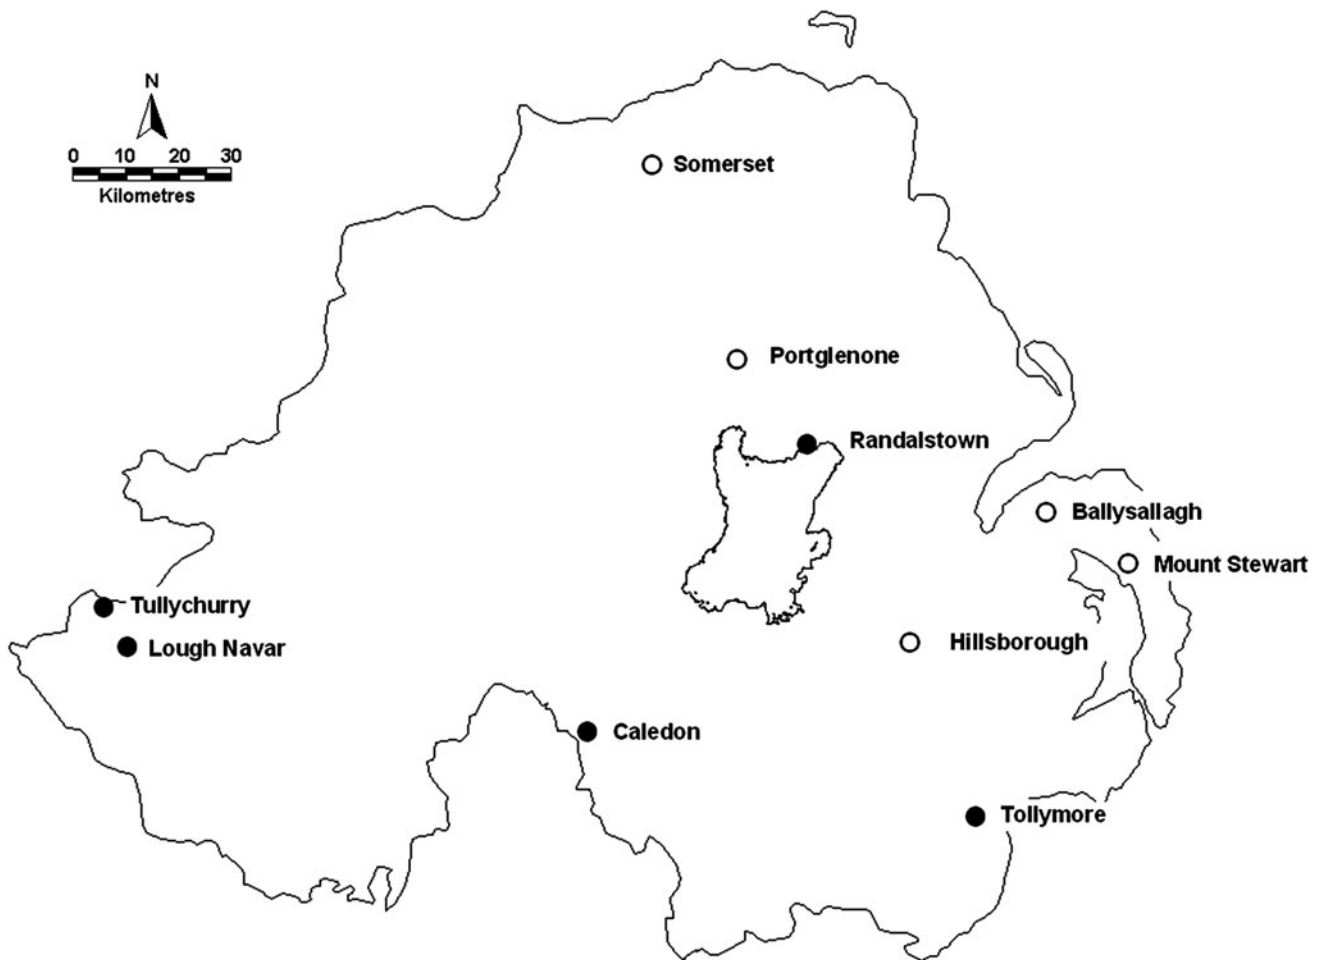 N
0 10 20 30
Kilometres
Somerset
Portglenone
Randalstown
Ballysallagh
Mount Stewart
Tullychurry
Lough Navar
Hillsborough
Caledon
Tollymore